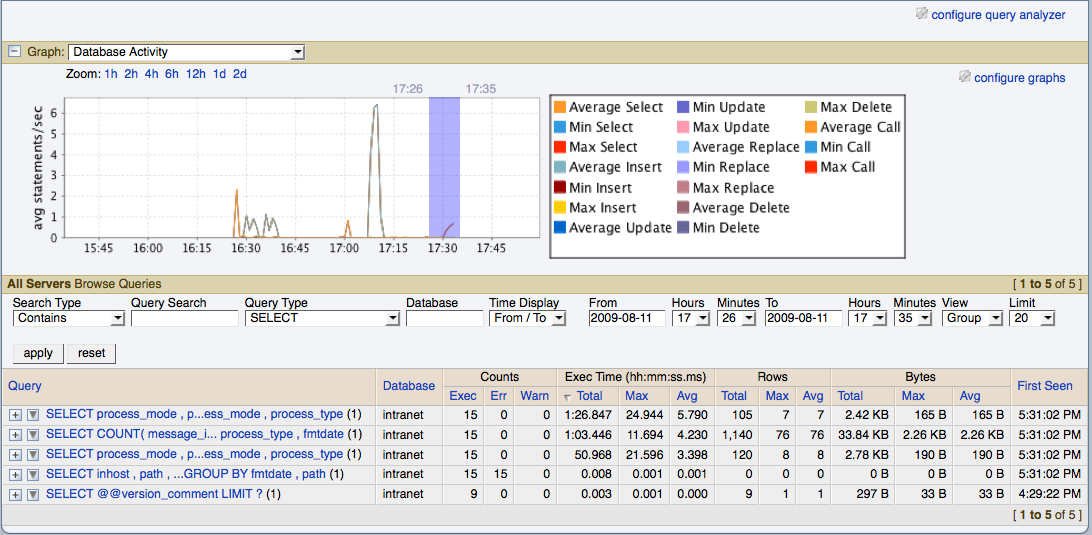 configure query analyzer
Graph: Database Activity
Zoom: 1h 2h 4h 6h 12h 1d 2d
configure graphs
17:26 17:35
avg statements/sec
6
5
4
3
2
1
0
15:45 16:00 16:15 16:30 16:45 17:00 17:15 17:30 17:45
Average Select Min Update Max Delete
Min Select Max Update Average Call
Max Select Average Replace Min Call
Average Insert Min Replace Max Call
Min Insert Max Replace
Max Insert Average Delete
Average Update Min Delete
All Servers Browse Queries [ 1 to 5 of 5 ]
Search Type Query Search Query Type Database Time Display From Hours Minutes To Hours Minutes View Limit
Contains SELECT From / To 2009-08-11 17 26 2009-08-11 17 35 Group 20
apply reset
Query Database Counts Exec Time (hh:mm:ss.ms) Rows Bytes First Seen
Exec Err Warn Total Max Avg Total Max Avg Total Max Avg
SELECT process_mode , p...ess_mode , process_type (1) intranet 15 0 0 1:26.847 24.944 5.790 105 7 7 2.42 KB 165 B 165 B 5:31:02 PM
SELECT COUNT( message_i... process_type , fmtdate (1) intranet 15 0 0 1:03.446 11.694 4.230 1,140 76 76 33.84 KB 2.26 KB 2.26 KB 5:31:02 PM
SELECT process_mode , p...ess_mode , process_type (1) intranet 15 0 0 50.968 21.596 3.398 120 8 8 2.78 KB 190 B 190 B 5:31:02 PM
SELECT inhost , path , ...GROUP BY fmtdate , path (1) intranet 15 15 0 0.008 0.001 0.001 0 0 0 0 B 0 B 0 B 5:31:02 PM
SELECT @@version_comment LIMIT ? (1) intranet 9 0 0 0.003 0.001 0.000 9 1 1 297 B 33 B 33 B 4:29:22 PM
[ 1 to 5 of 5 ]